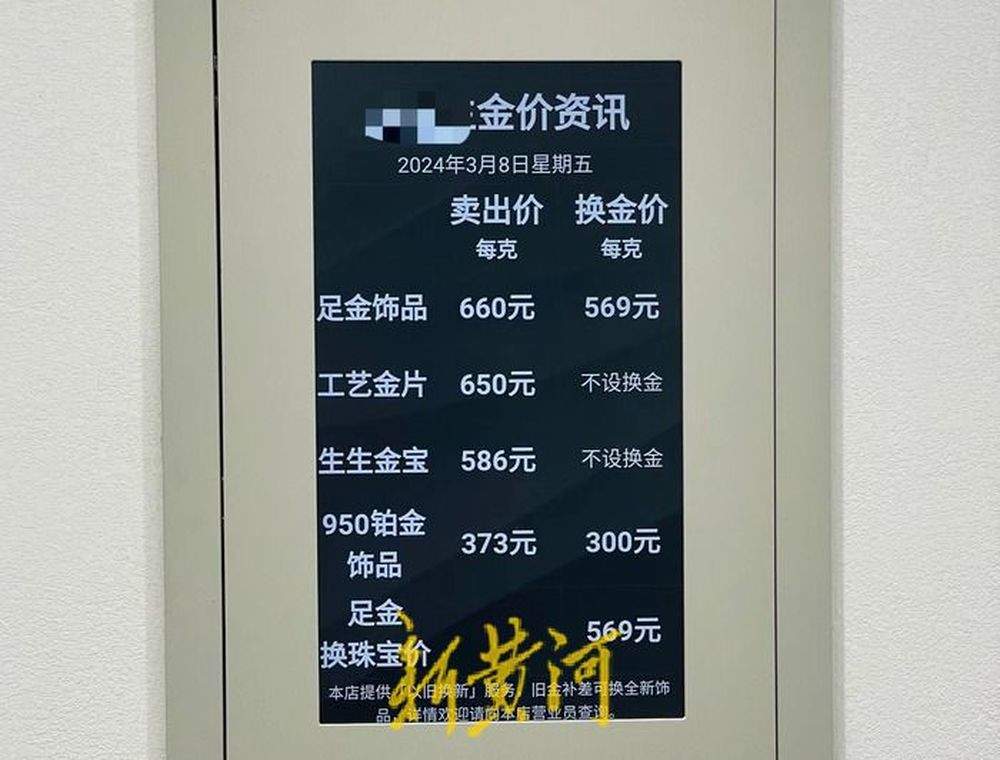 金价资讯
2024年3月8日星期五
卖出价 换金价
每克 每克
足金饰品 660元 569元
工艺金片 650元 不设换金
生生金宝 586元 不设换金
950铂金
饰品 373元 300元
足金
换珠宝价 569元
新黄河
本店提供「以旧换新」服务，旧金补差可换全新饰
品，详情欢迎请向本店营业员查询。